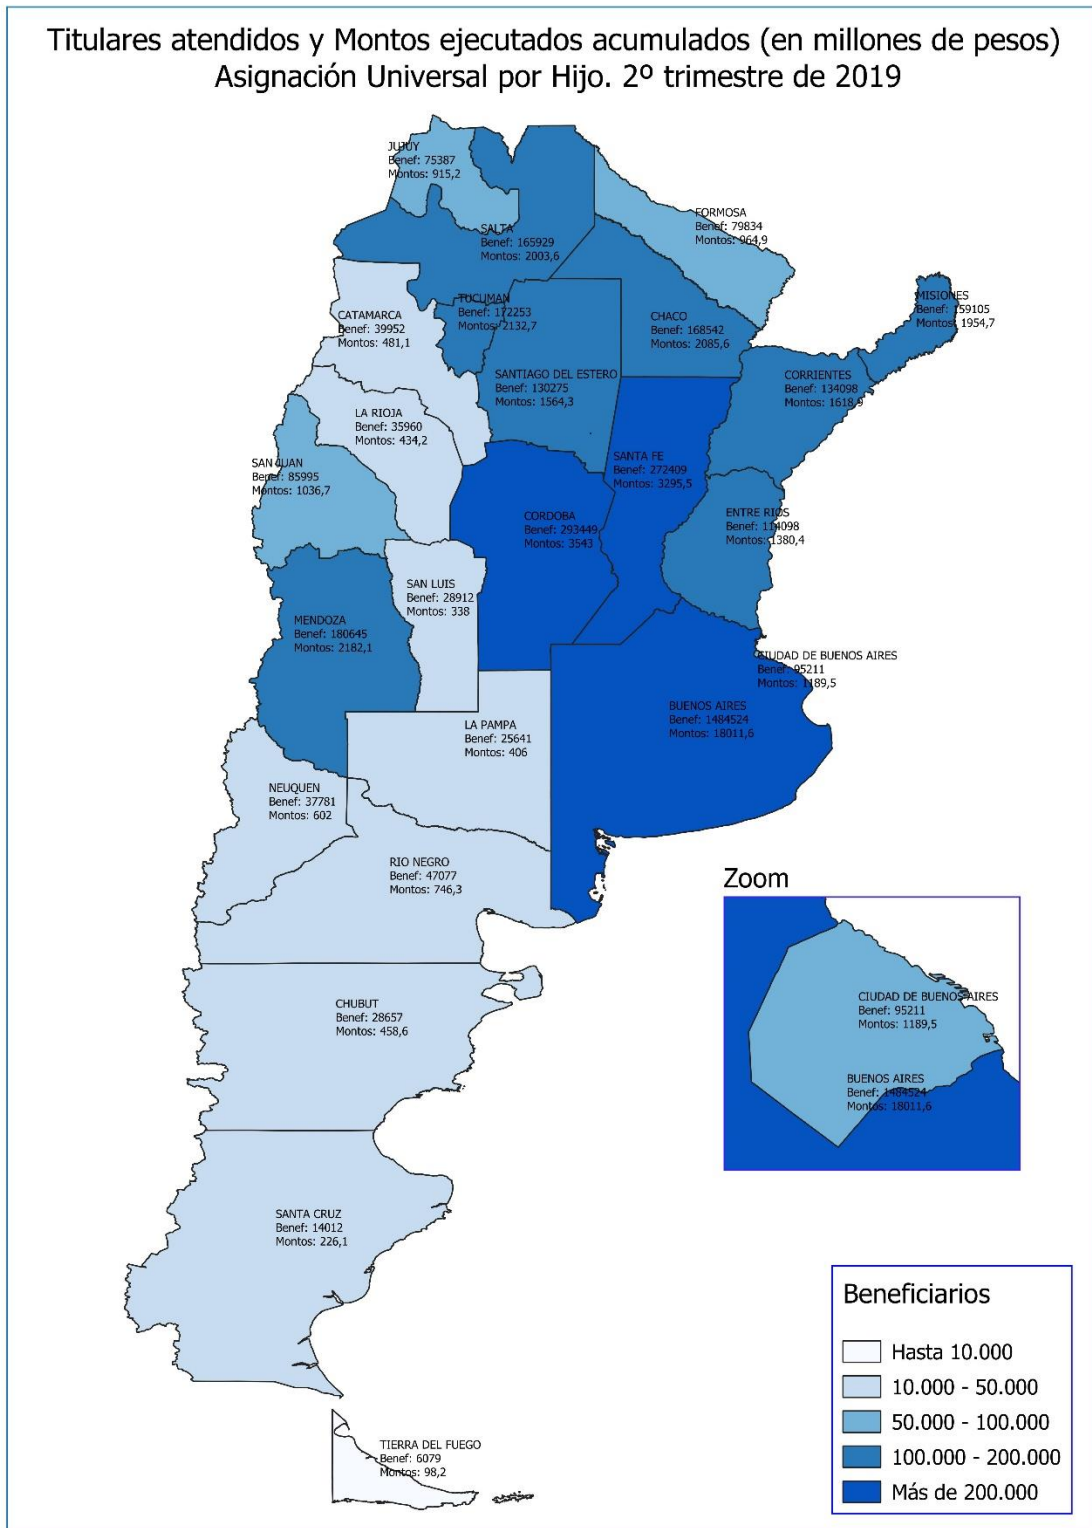 Titulares atendidos y Montos ejecutados acumulados (en millones de pesos)
Asignación Universal por Hijo. 2º trimestre de 2019
JUJUY
Benef: 75387
Montos: 915,2
FORMOSA
Benef: 79834
Montos: 964,9
SALTA
Benef: 165929
Montos: 2003,6
MISIONES
Benef: 159105
Montos: 1954,7
TUCUMAN
Benef: 172253
Montos: 2132,7
CATAMARCA
Benef: 39952
Montos: 481,1
CHACO
Benef: 168542
Montos: 2085,6
SANTIAGO DEL ESTERO
Benef: 130275
Montos: 1564,3
CORRIENTES
Benef: 134098
Montos: 1618,9
LA RIOJA
Benef: 35960
Montos: 434,2
SAN JUAN
Benef: 85995
Montos: 1036,7
SANTA FE
Benef: 272409
Montos: 3295,5
CORDOBA
Benef: 293449
Montos: 3543
ENTRE RIOS
Benef: 114098
Montos: 1380,4
SAN LUIS
Benef: 28912
Montos: 338
MENDOZA
Benef: 180645
Montos: 2182,1
CIUDAD DE BUENOS AIRES
Benef: 95211
Montos: 1189,5
BUENOS AIRES
Benef: 1484524
Montos: 18011,6
LA PAMPA
Benef: 25641
Montos: 406
NEUQUEN
Benef: 37781
Montos: 602
RIO NEGRO
Benef: 47077
Montos: 746,3
Zoom
CIUDAD DE BUENOS AIRES
Benef: 95211
Montos: 1189,5
BUENOS AIRES
Benef: 1484524
Montos: 18011,6
CHUBUT
Benef: 28657
Montos: 458,6
SANTA CRUZ
Benef: 14012
Montos: 226,1
TIERRA DEL FUEGO
Benef: 6079
Montos: 98,2
Beneficiarios
Hasta 10.000
10.000 - 50.000
50.000 - 100.000
100.000 - 200.000
Más de 200.000